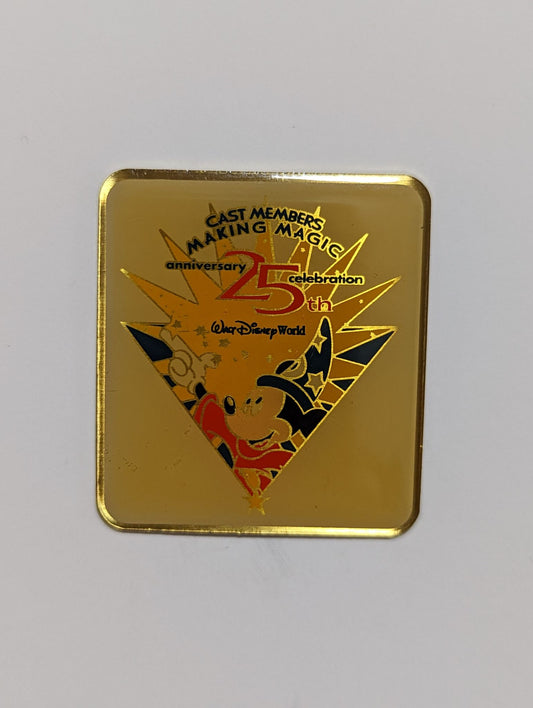 CAST MEMBERS
MAKING MAGIC
anniversary 25th celebration
Walt Disney World